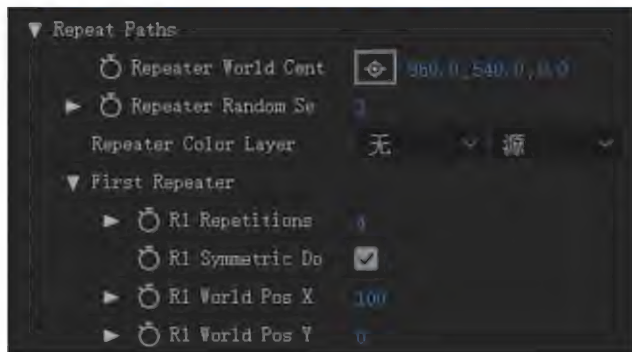 Repeat Paths
Repeater World Cent 960.0,540.0,0.0
Repeater Random Se
Repeater Color Layer 无 源
First Repeater
R1 Repetitions
R1 Symmetric Do
R1 World Pos X 100
R1 World Pos Y 0